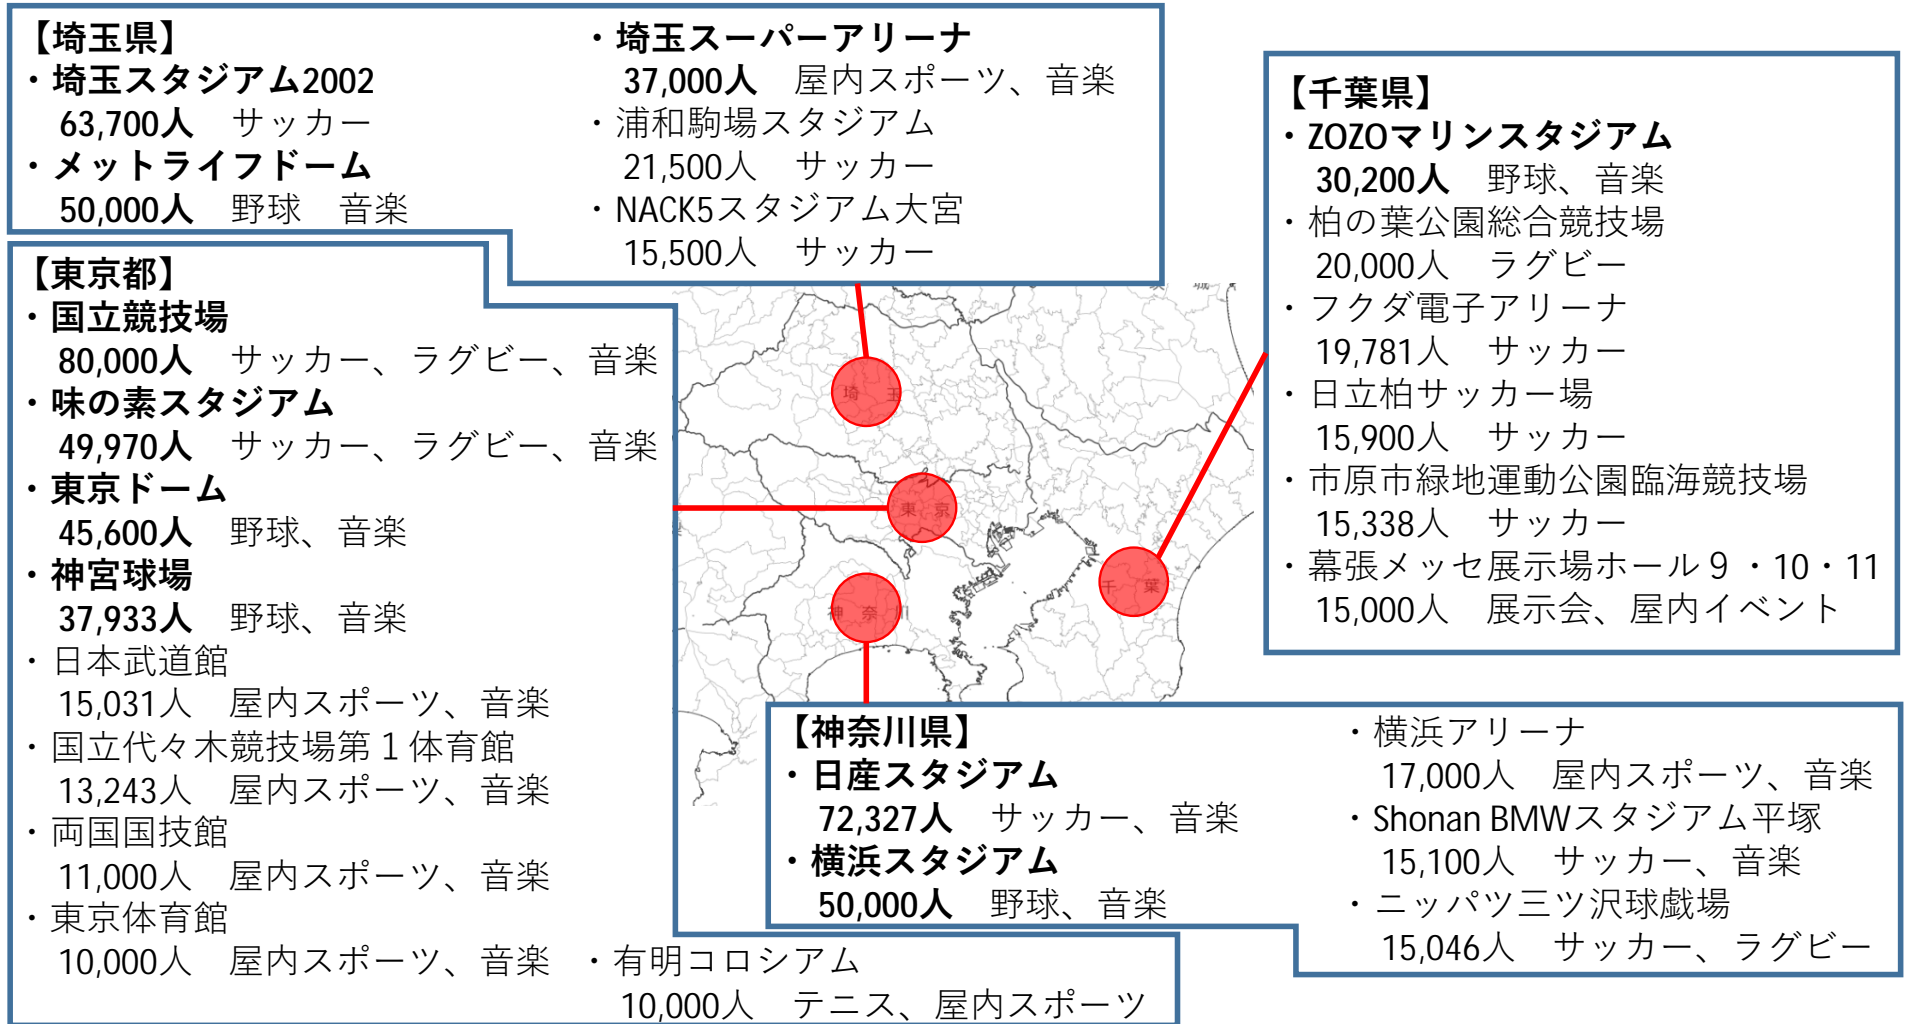 【埼玉県】
・埼玉スタジアム2002
63,700人　サッカー
・メットライフドーム
50,000人　野球　音楽
・埼玉スーパーアリーナ
37,000人　屋内スポーツ、音楽
・浦和駒場スタジアム
21,500人　サッカー
・NACK5スタジアム大宮
15,500人　サッカー
【千葉県】
・ZOZOマリンスタジアム
30,200人　野球、音楽
・柏の葉公園総合競技場
20,000人　ラグビー
・フクダ電子アリーナ
19,781人　サッカー
・日立柏サッカー場
15,900人　サッカー
・市原市緑地運動公園臨海競技場
15,338人　サッカー
・幕張メッセ展示場ホール９・10・11
15,000人　展示会、屋内イベント
【東京都】
・国立競技場
80,000人　サッカー、ラグビー、音楽
・味の素スタジアム
49,970人　サッカー、ラグビー、音楽
・東京ドーム
45,600人　野球、音楽
・神宮球場
37,933人　野球、音楽
・日本武道館
15,031人　屋内スポーツ、音楽
・国立代々木競技場第１体育館
13,243人　屋内スポーツ、音楽
・両国国技館
11,000人　屋内スポーツ、音楽
・東京体育館
10,000人　屋内スポーツ、音楽
・有明コロシアム
10,000人　テニス、屋内スポーツ
埼　玉
東　京
千　葉
神　奈　川
【神奈川県】
・日産スタジアム
72,327人　サッカー、音楽
・横浜スタジアム
50,000人　野球、音楽
・横浜アリーナ
17,000人　屋内スポーツ、音楽
・Shonan BMWスタジアム平塚
15,100人　サッカー、音楽
・ニッパツ三ツ沢球戯場
15,046人　サッカー、ラグビー